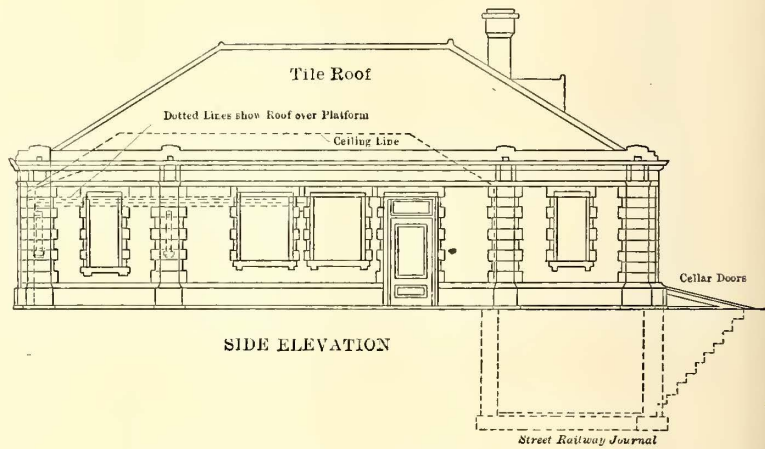 Tile Roof
Dotted Lines show Roof over Platform
Ceiling Line
Cellar Doors
SIDE ELEVATION
Street Railway Journal